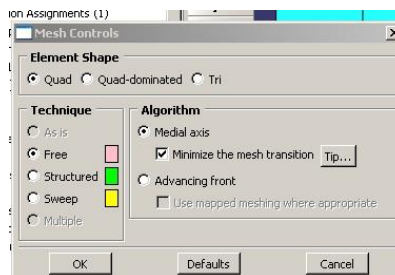 ion Assignments (1)
Mesh Controls
Element Shape
Quad Quad-dominated Tri
Technique
As is
Free
Structured
Sweep
Multiple
Algorithm
Medial axis
Minimize the mesh transition Tip...
Advancing front
Use mapped meshing where appropriate
OK Defaults Cancel